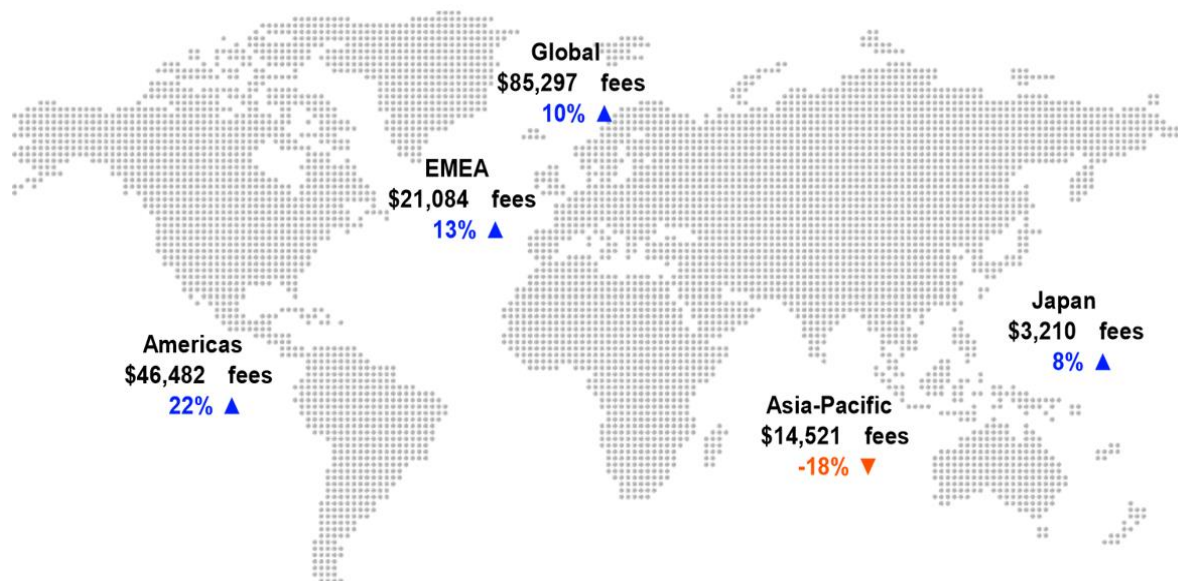 Global
$85,297 fees
10% ▲
EMEA
$21,084 fees
13% ▲
Japan
$3,210 fees
8% ▲
Americas
$46,482 fees
22% ▲
Asia-Pacific
$14,521 fees
-18% ▼